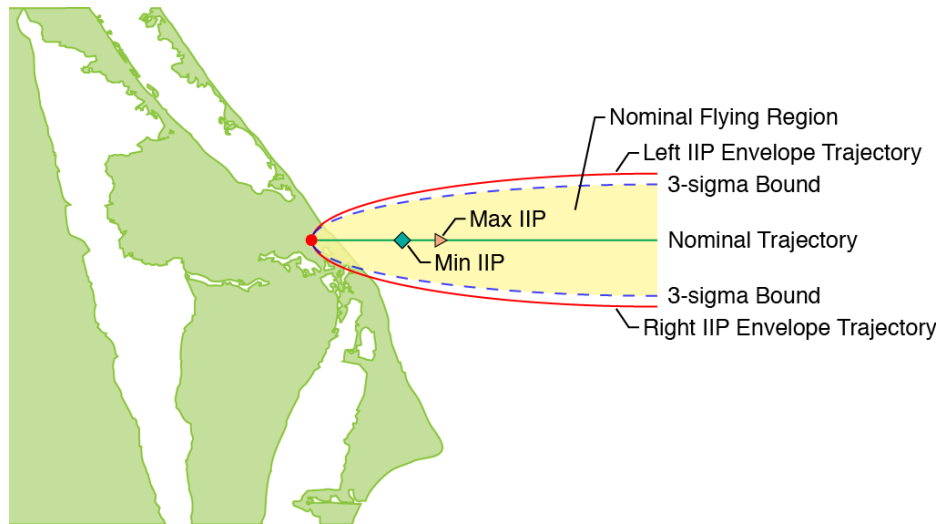 Nominal Flying Region
Left IIP Envelope Trajectory
3-sigma Bound
Max IIP
Nominal Trajectory
Min IIP
3-sigma Bound
Right IIP Envelope Trajectory